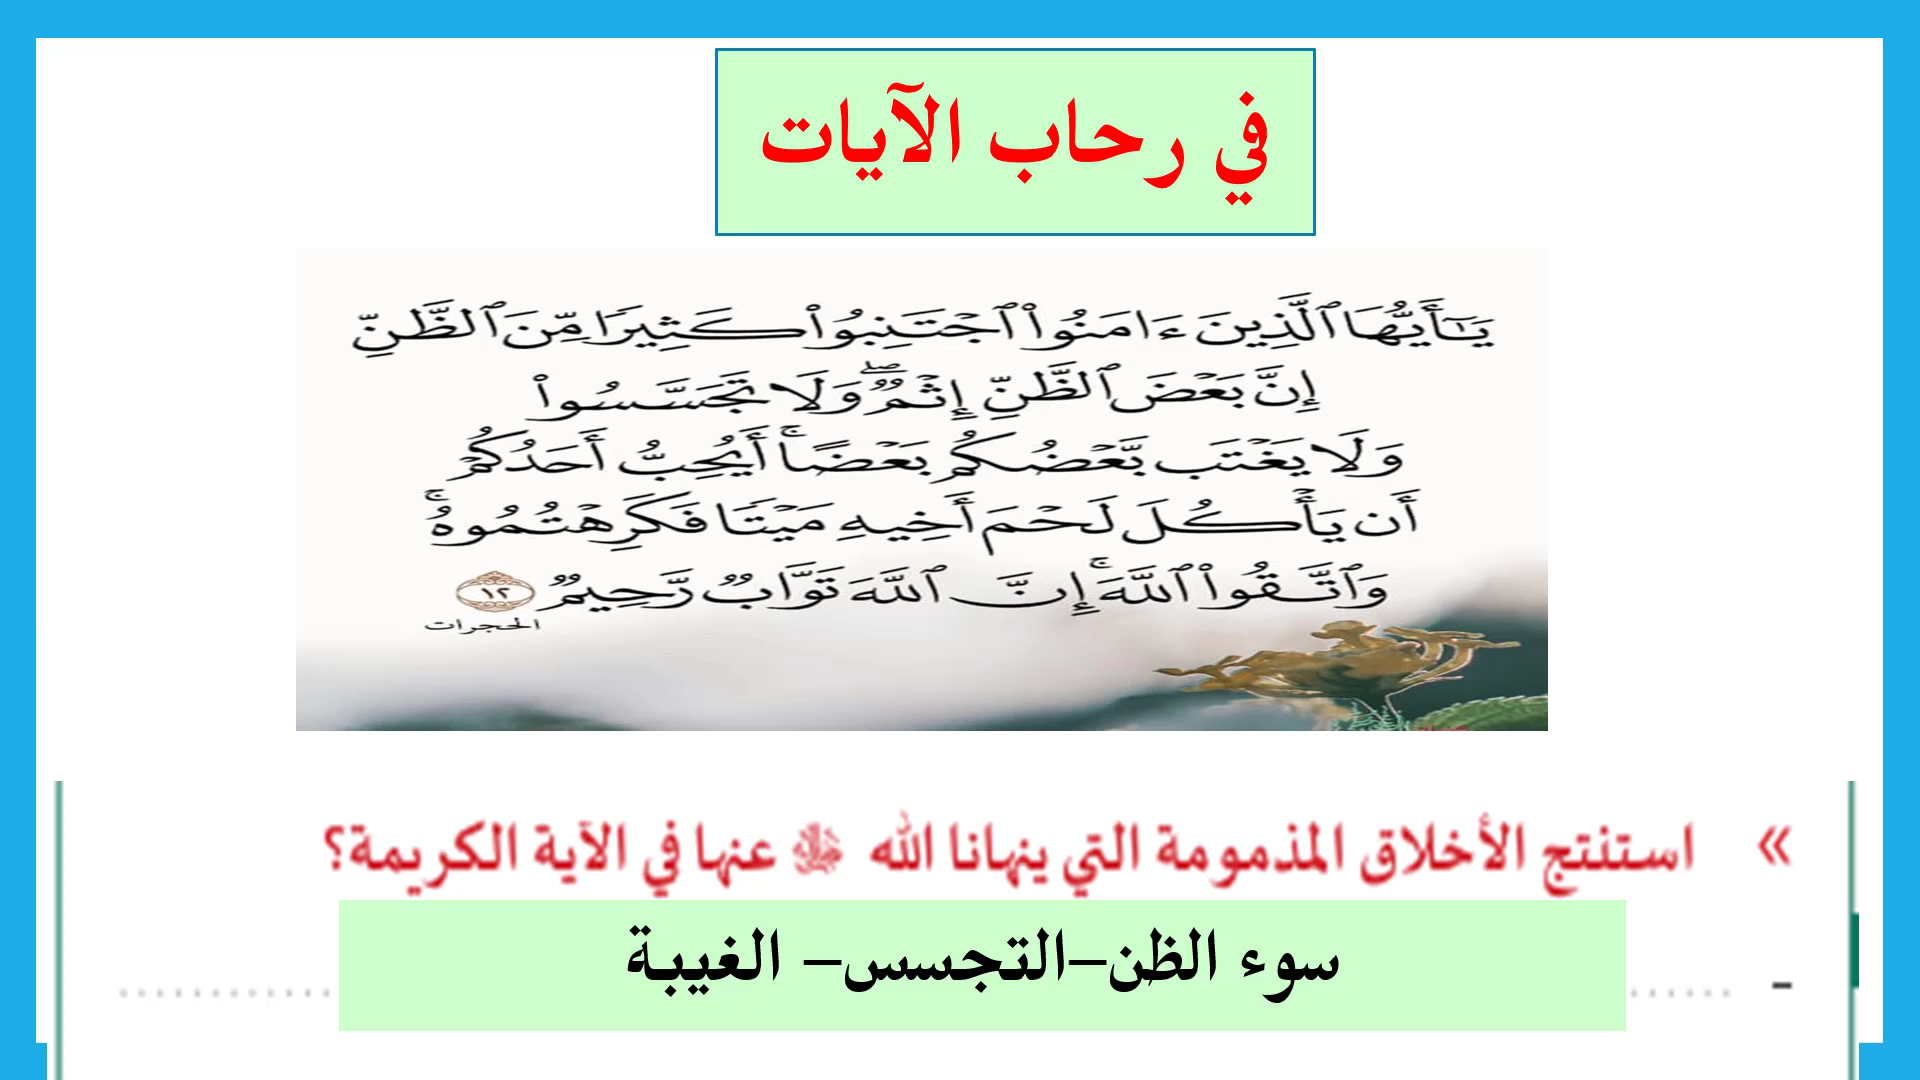 في رحاب الآيات
يَٰٓأَيُّهَا ٱلَّذِينَ ءَامَنُوا۟ ٱجْتَنِبُوا۟ كَثِيرًا مِّنَ ٱلظَّنِّ
إِنَّ بَعْضَ ٱلظَّنِّ إِثْمٌ ۖ وَلَا تَجَسَّسُوا۟
وَلَا يَغْتَب بَّعْضُكُم بَعْضًا ۚ أَيُحِبُّ أَحَدُكُمْ
أَن يَأْكُلَ لَحْمَ أَخِيهِ مَيْتًا فَكَرِهْتُمُوهُ ۚ
وَٱتَّقُوا۟ ٱللَّهَ ۚ إِنَّ ٱللَّهَ تَوَّابٌ رَّحِيمٌ ١٢
الحجرات
» استنتج الأخلاق المذمومة التي ينهانا الله ﷻ عنها في الآية الكريمة؟
سوء الظن–التجسس– الغيبة